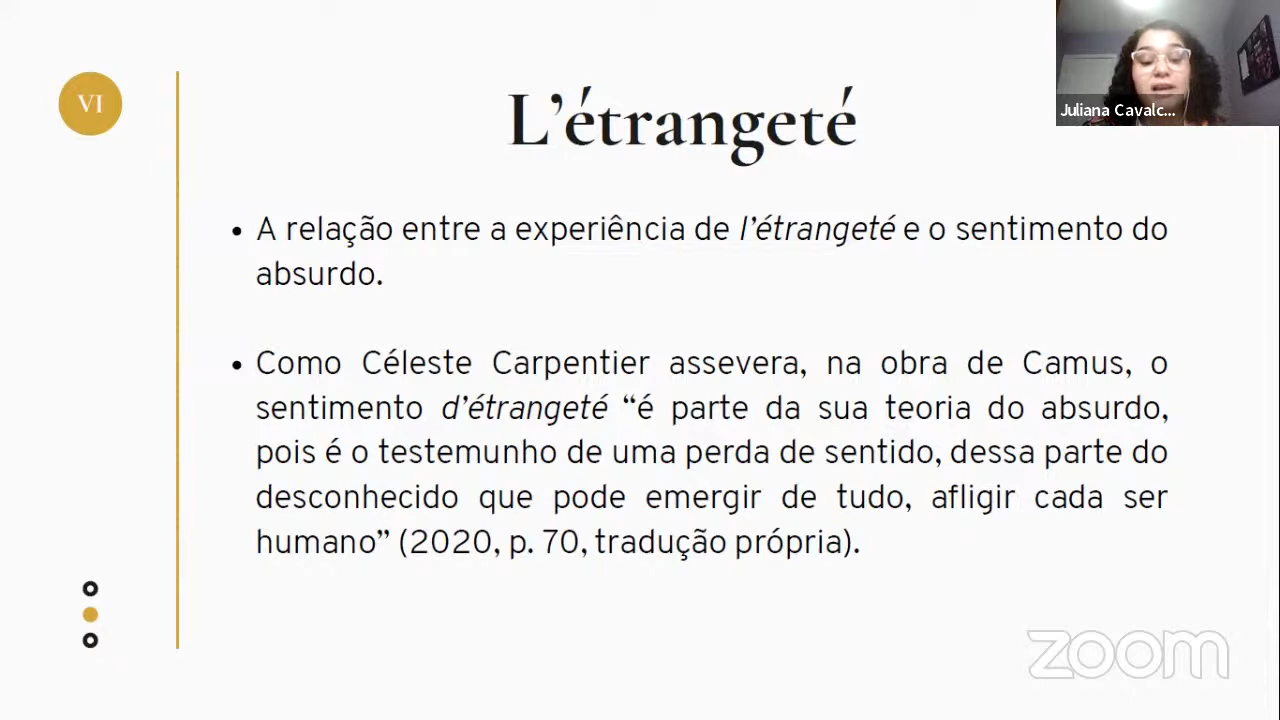 VI
L’étrangeté
Juliana Cavalc...
• A relação entre a experiência de l’étrangeté e o sentimento do
absurdo.
• Como Céleste Carpentier assevera, na obra de Camus, o
sentimento d’étrangeté “é parte da sua teoria do absurdo,
pois é o testemunho de uma perda de sentido, dessa parte do
desconhecido que pode emergir de tudo, afligir cada ser
humano” (2020, p. 70, tradução própria).
zoom